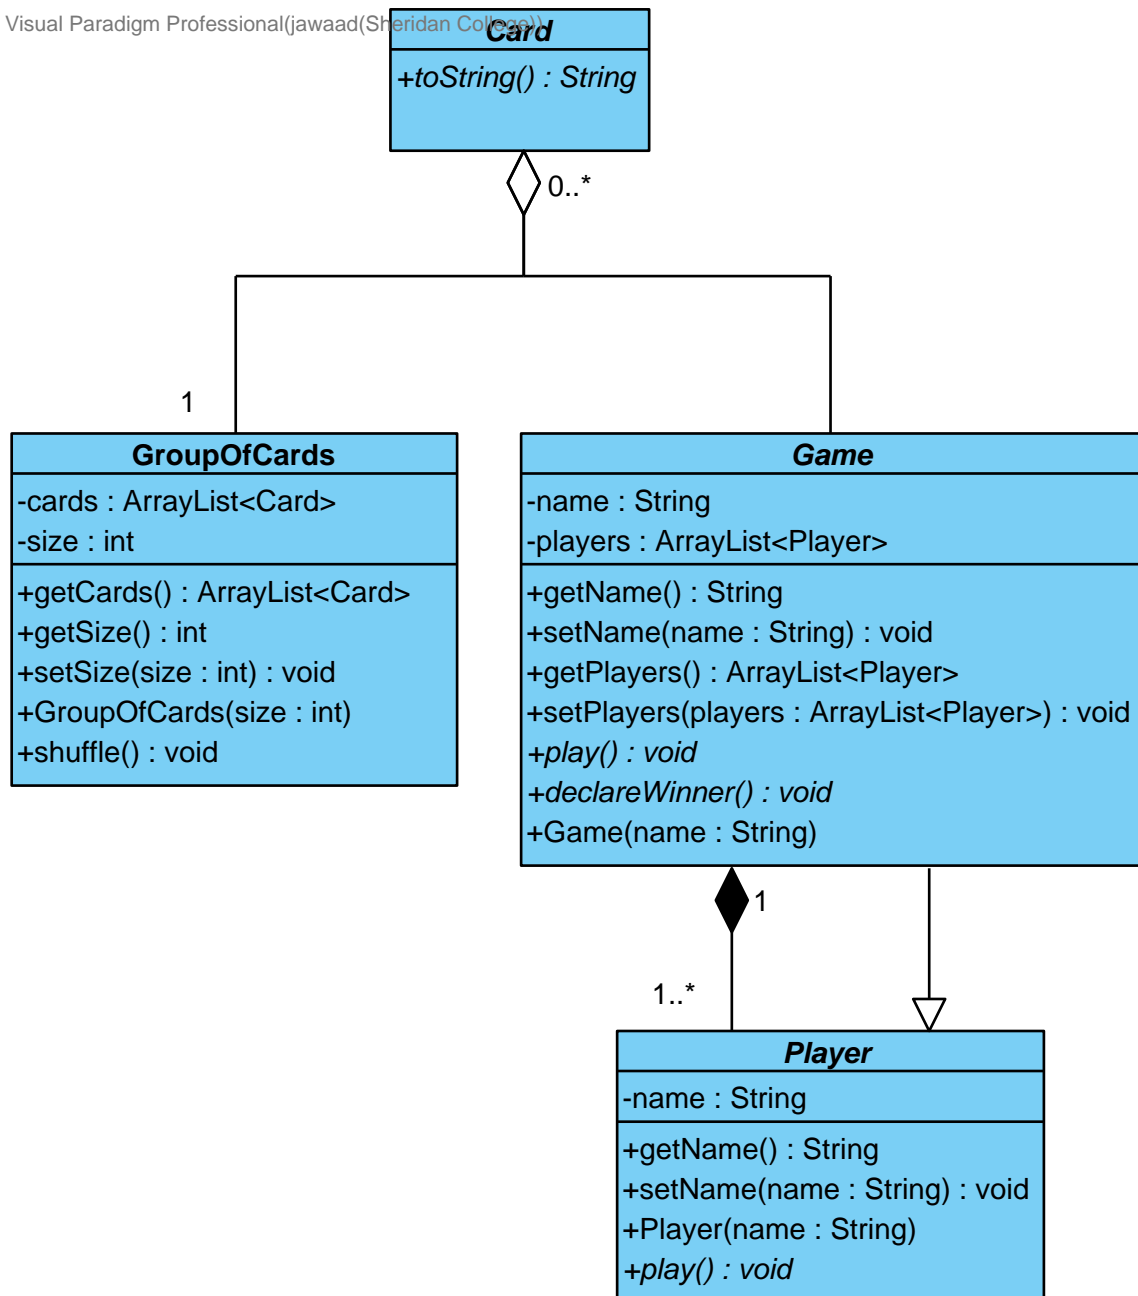 Visual Paradigm Professional(jawaad(Sheridan College))
Card
+toString() : String
0..*
1
GroupOfCards
-cards : ArrayList<Card>
-size : int
+getCards() : ArrayList<Card>
+getSize() : int
+setSize(size : int) : void
+GroupOfCards(size : int)
+shuffle() : void
Game
-name : String
-players : ArrayList<Player>
+getName() : String
+setName(name : String) : void
+getPlayers() : ArrayList<Player>
+setPlayers(players : ArrayList<Player>) : void
+play() : void
+declareWinner() : void
+Game(name : String)
1
1..*
Player
-name : String
+getName() : String
+setName(name : String) : void
+Player(name : String)
+play() : void